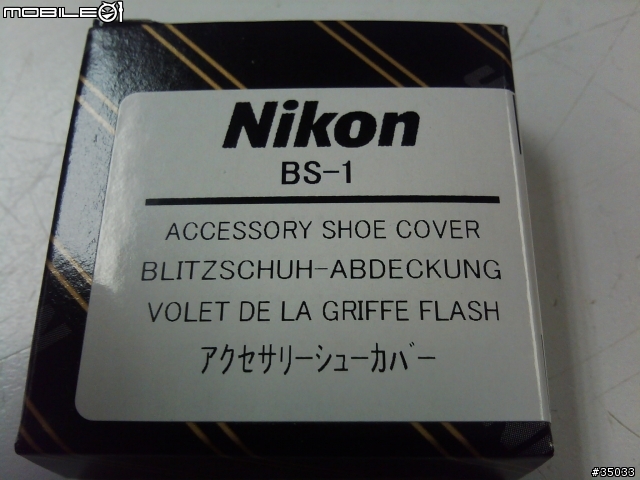 MOBILE01
Nikon
BS-1
ACCESSORY SHOE COVER
BLITZSCHUH-ABDECKUNG
VOLET DE LA GRIFFE FLASH
アクセサリーシューカバー
#35033